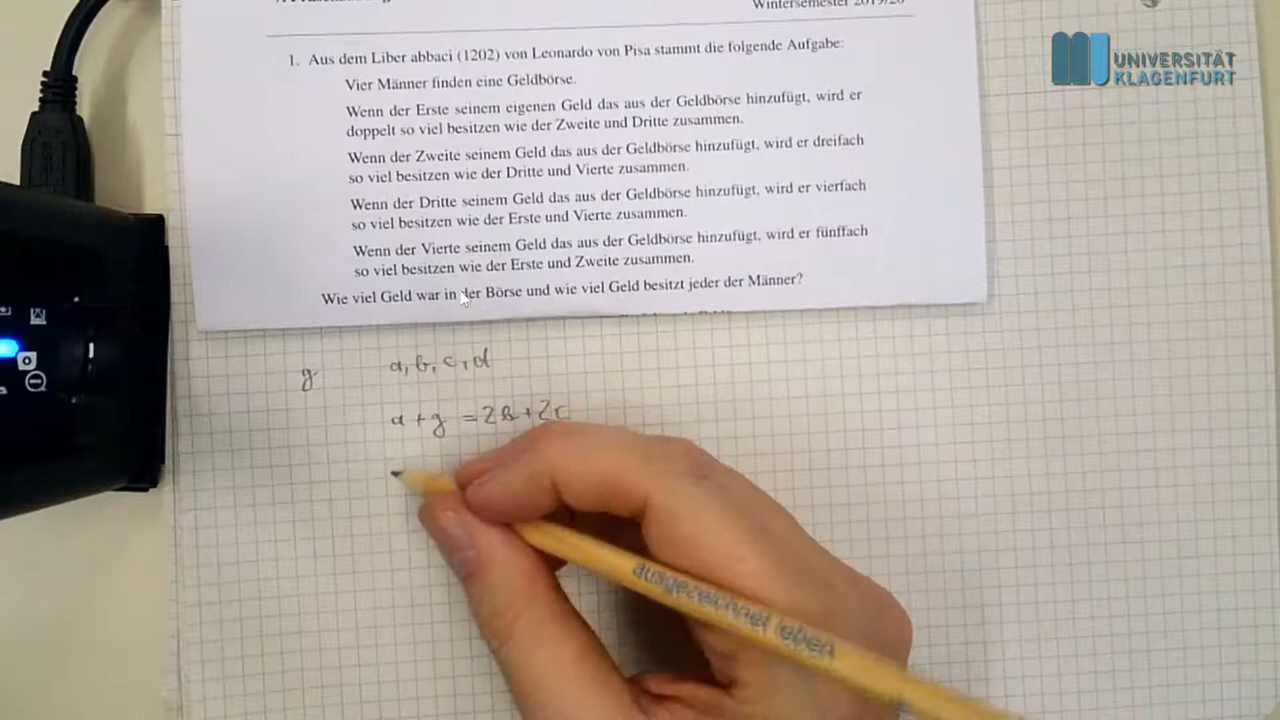 Wintersemester 2019/20
1. Aus dem Liber abbaci (1202) von Leonardo von Pisa stammt die folgende Aufgabe:
Vier Männer finden eine Geldbörse.
Wenn der Erste seinem eigenen Geld das aus der Geldbörse hinzufügt, wird er
doppelt so viel besitzen wie der Zweite und Dritte zusammen.
Wenn der Zweite seinem Geld das aus der Geldbörse hinzufügt, wird er dreifach
so viel besitzen wie der Dritte und Vierte zusammen.
Wenn der Dritte seinem Geld das aus der Geldbörse hinzufügt, wird er vierfach
so viel besitzen wie der Erste und Vierte zusammen.
Wenn der Vierte seinem Geld das aus der Geldbörse hinzufügt, wird er fünffach
so viel besitzen wie der Erste und Zweite zusammen.
Wie viel Geld war in der Börse und wie viel Geld besitzt jeder der Männer?
g a, b, c, d
a + g = 2b + 2c
ausgezeichnet leben
UNIVERSITÄT
KLAGENFURT